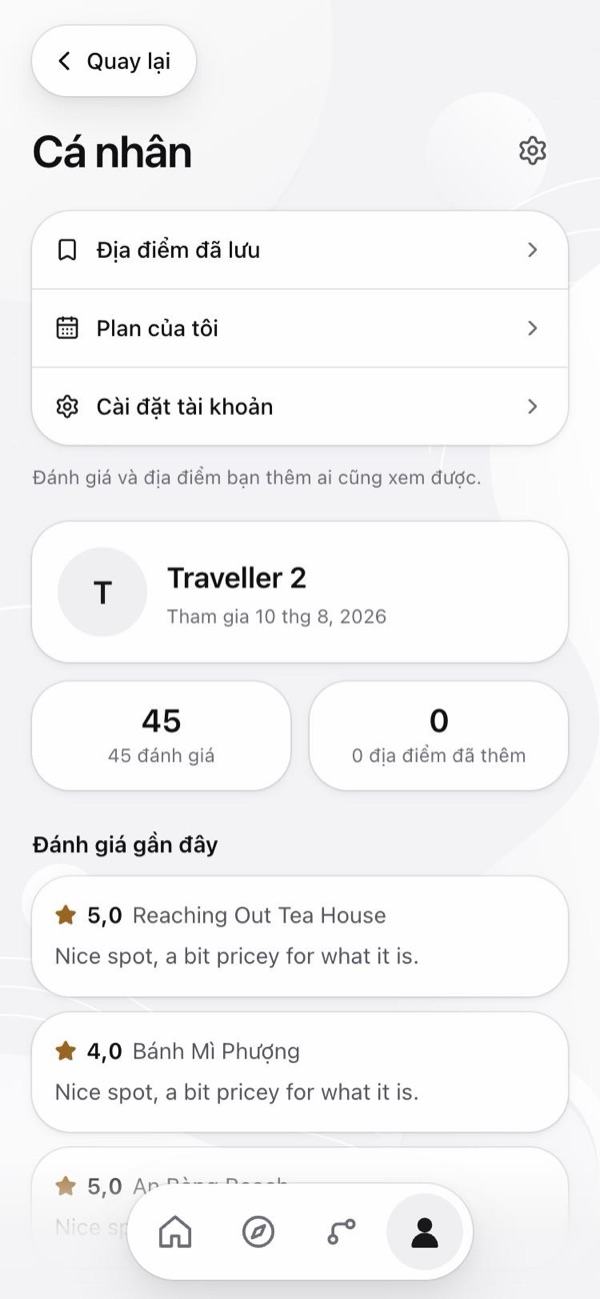 Quay lại
Cá nhân
Địa điểm đã lưu
Plan của tôi
Cài đặt tài khoản
Đánh giá và địa điểm bạn thêm ai cũng xem được.
T
Traveller 2
Tham gia 10 thg 8, 2026
45
45 đánh giá
0
0 địa điểm đã thêm
Đánh giá gần đây
5,0 Reaching Out Tea House
Nice spot, a bit pricey for what it is.
4,0 Bánh Mì Phượng
Nice spot, a bit pricey for what it is.
5,0 An
Nice